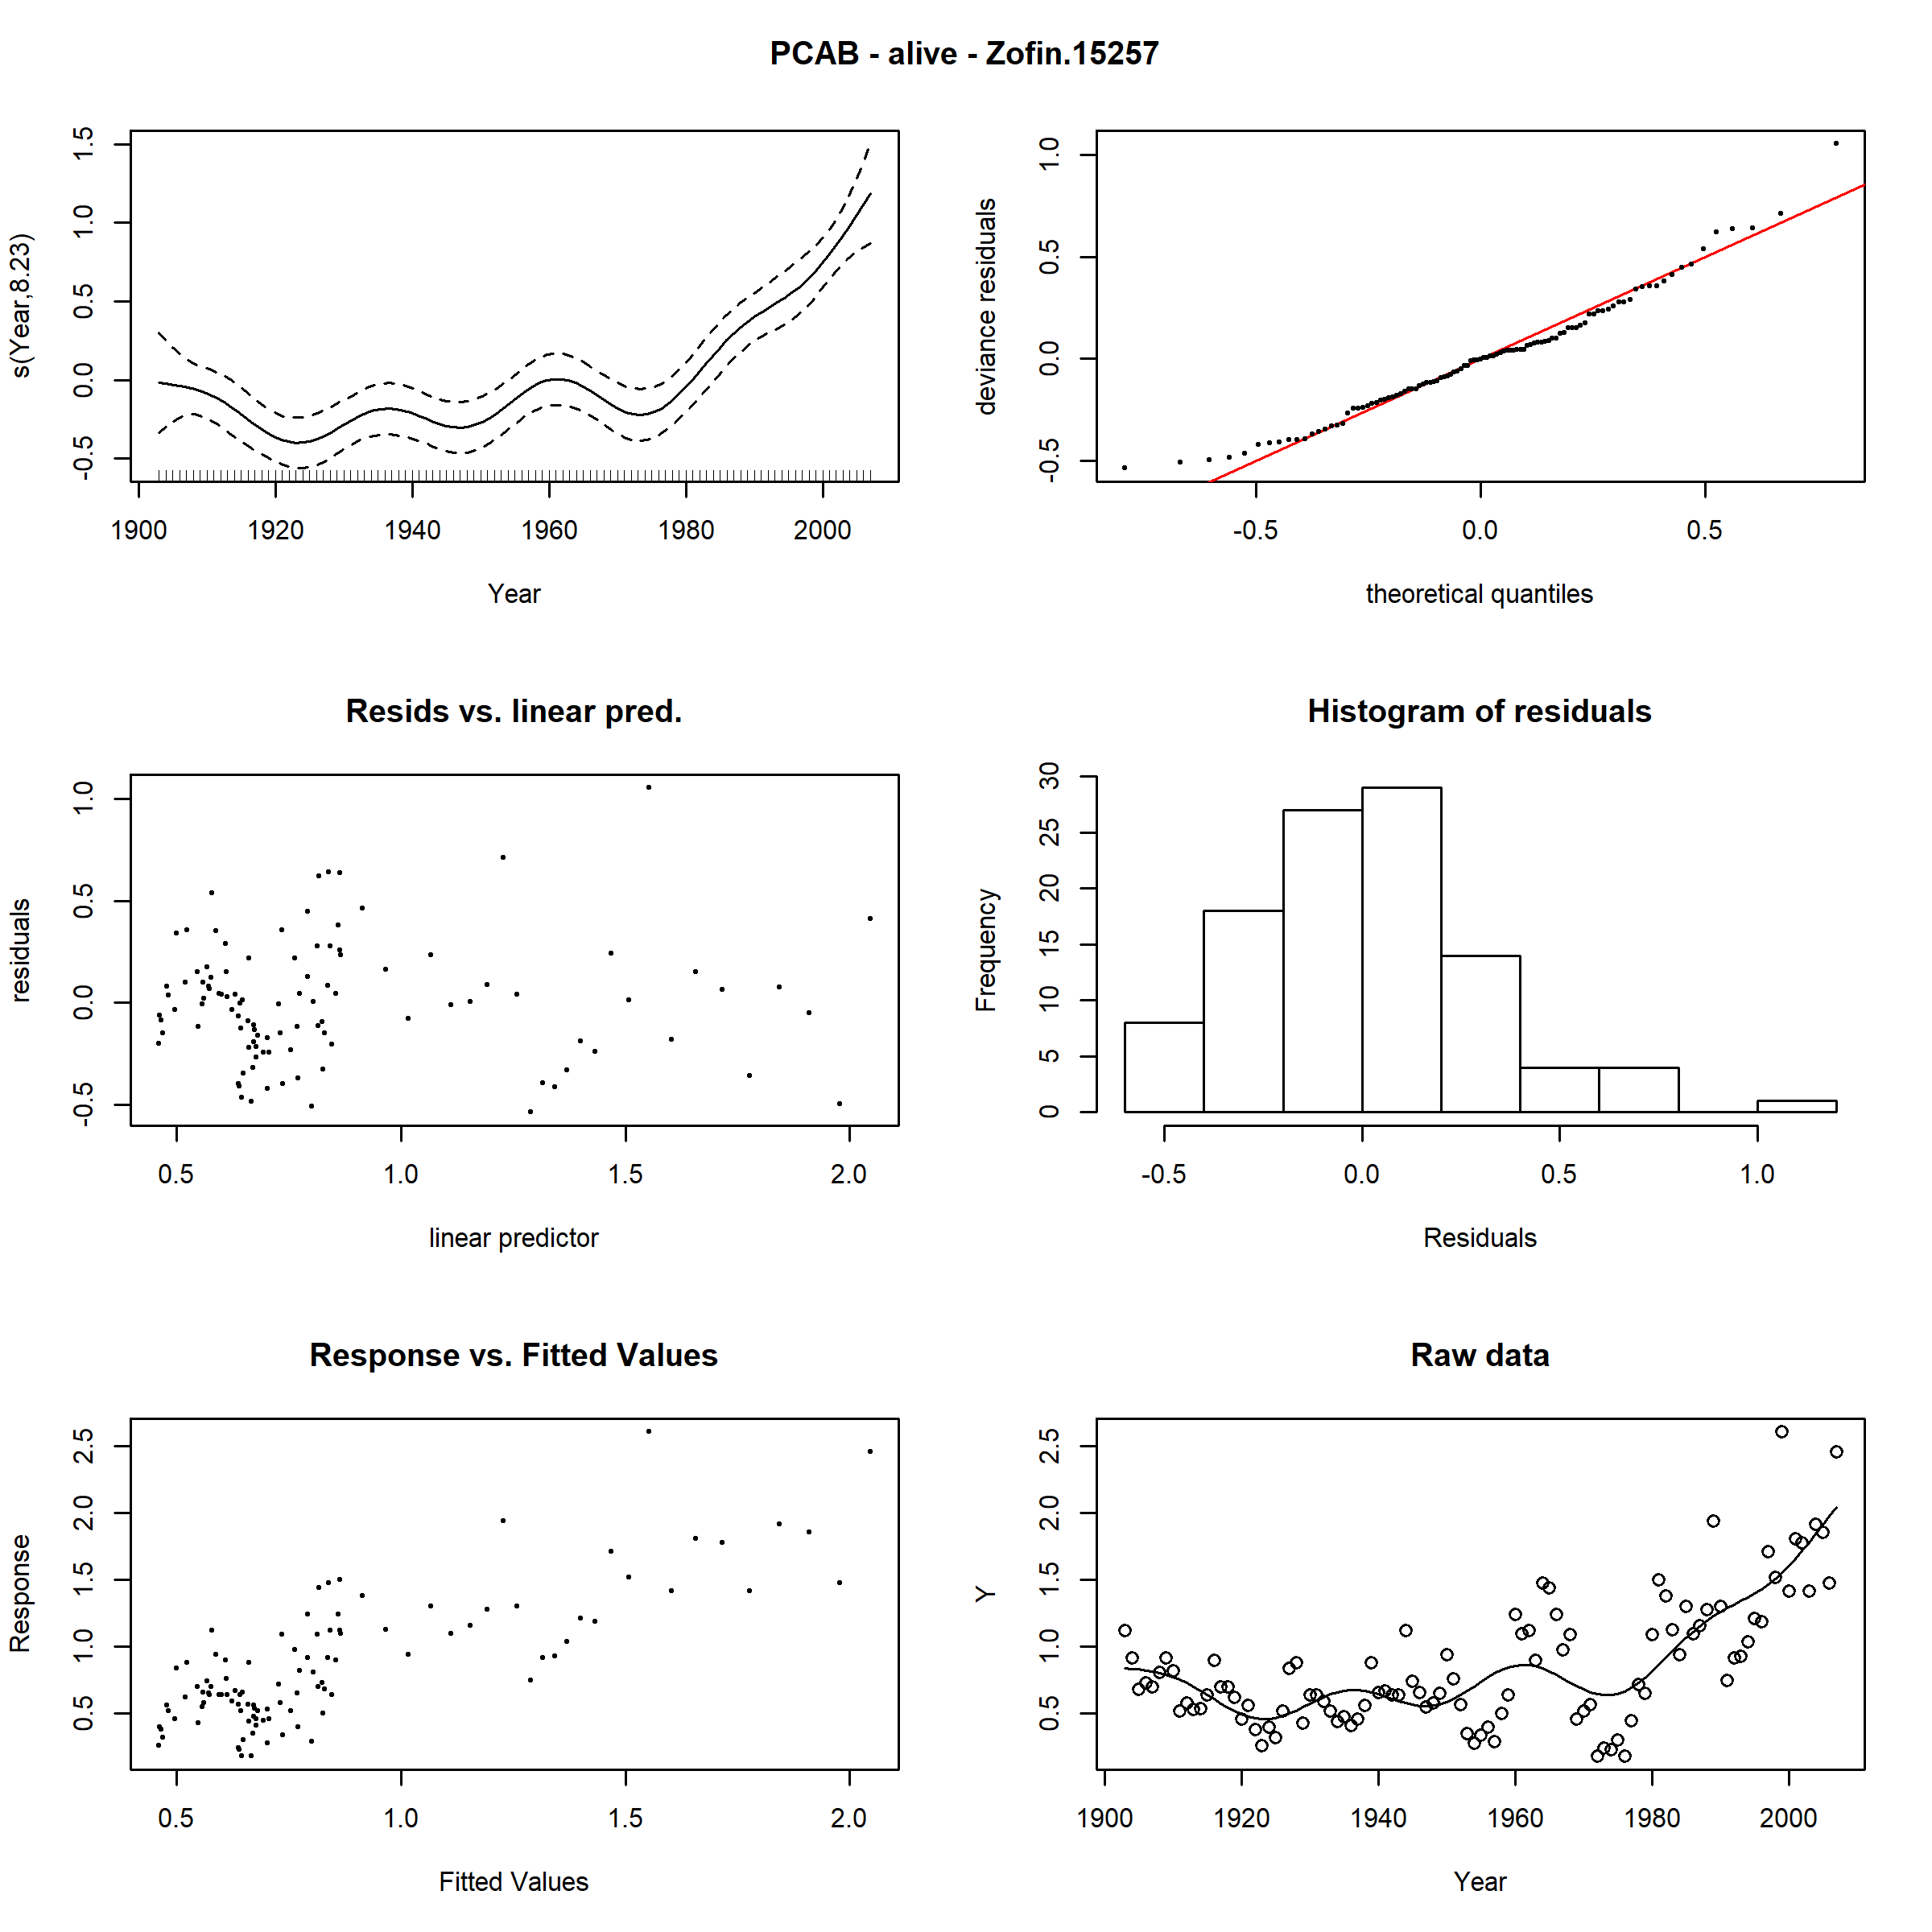 PCAB - alive - Zofin.15257
s(Year,8.23)
-0.5 0.0 0.5 1.0 1.5
1900 1920 1940 1960 1980 2000
Year
deviance residuals
-0.5 0.0 0.5 1.0
-0.5 0.0 0.5
theoretical quantiles
Resids vs. linear pred.
residuals
-0.5 0.0 0.5 1.0
0.5 1.0 1.5 2.0
linear predictor
Histogram of residuals
Frequency
0 5 10 15 20 25 30
-0.5 0.0 0.5 1.0
Residuals
Response vs. Fitted Values
Response
0.5 1.0 1.5 2.0 2.5
0.5 1.0 1.5 2.0
Fitted Values
Raw data
Y
0.5 1.0 1.5 2.0 2.5
1900 1920 1940 1960 1980 2000
Year